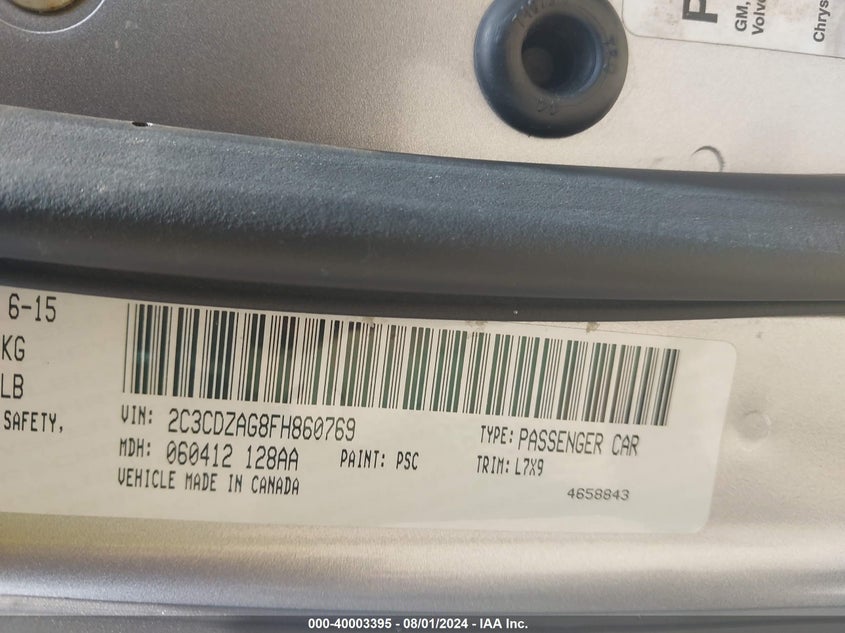 P
GM,
Volvo
Chrys
6-15
KG
LB
SAFETY,
VIN: 2C3CDZAG8FH860769
TYPE: PASSENGER CAR
MDH: 060412 128AA
PAINT: PSC
TRIM: L7X9
VEHICLE MADE IN CANADA
4658843
000-40003395 - 08/01/2024 - IAA Inc.